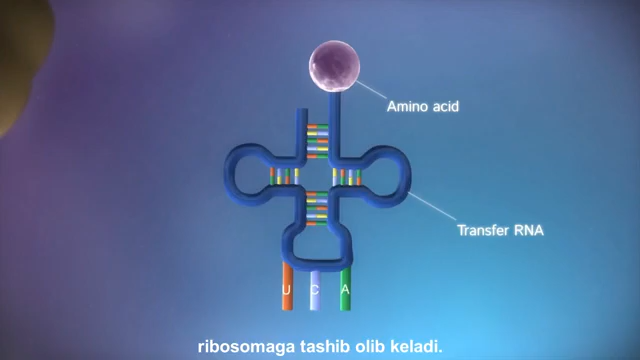 Amino acid
Transfer RNA
U C A
ribosomaga tashib olib keladi.